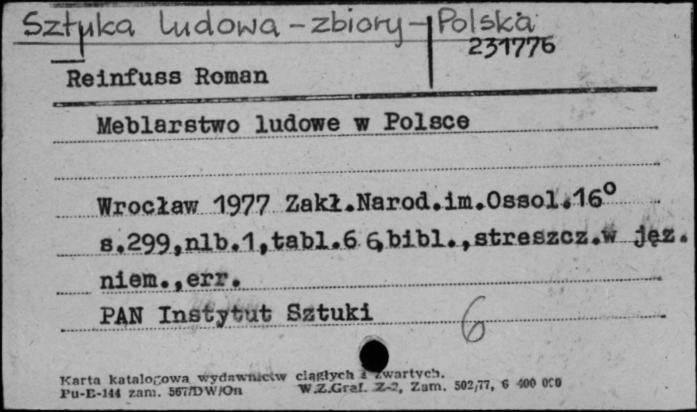 Sztuka ludowa - zbiory - Polska
231776
Reinfuss Roman
Meblarstwo ludowe w Polsce
Wrocław 1977 Zakł.Narod.im.Ossol.16°
s.299,nlb.1,tabl.6 6,bibl.,streszcz.w jęz.
niem.,err.
PAN Instytut Sztuki
6
Karta katalogowa wydawnictw ciągłych i zwartych.
Pu-E-144 zam. 567/DW/On W.Z.Graf. Z-2, Zam. 502/77, 6 400 000